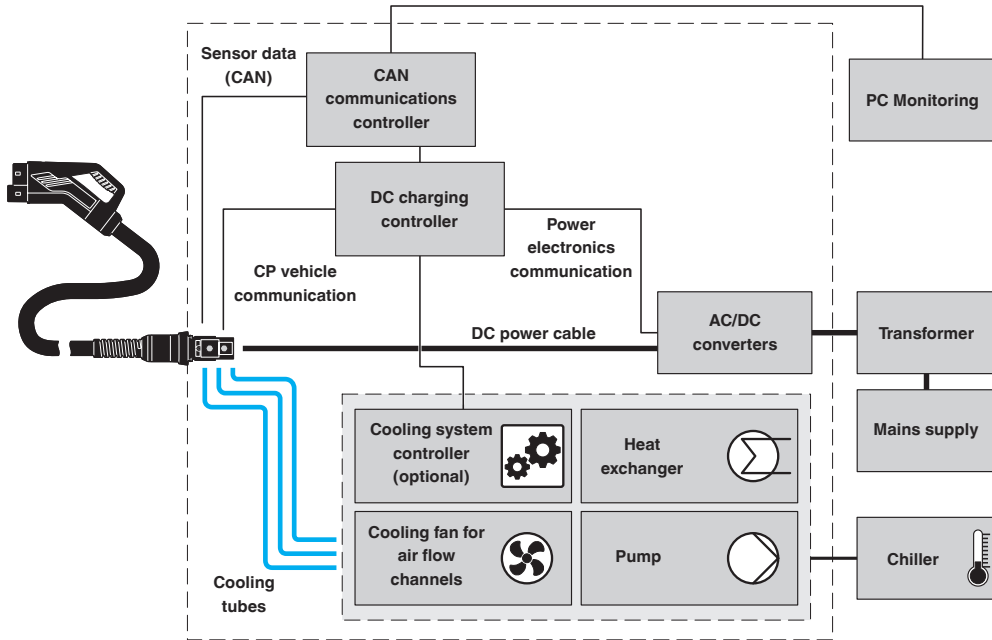 Sensor data
(CAN)
CAN
communications
controller
PC Monitoring
DC charging
controller
Power
electronics
communication
CP vehicle
communication
DC power cable
AC/DC
converters
Transformer
Mains supply
Cooling system
controller
(optional)
Heat
exchanger
Cooling fan for
air flow
channels
Pump
Chiller
Cooling
tubes